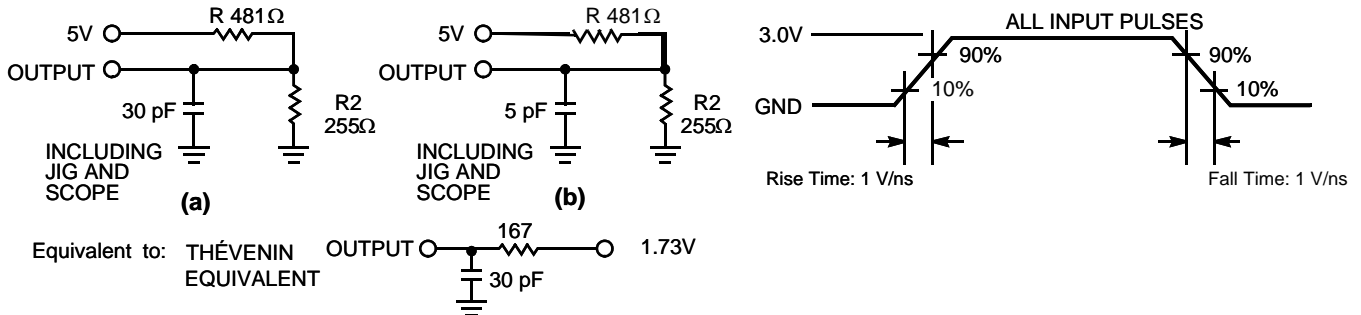 R 481Ω
5V
OUTPUT
30 pF
R2
255Ω
INCLUDING
JIG AND
SCOPE
(a)
R 481Ω
5V
OUTPUT
5 pF
R2
255Ω
INCLUDING
JIG AND
SCOPE
(b)
ALL INPUT PULSES
3.0V
90%
10%
GND
90%
10%
Rise Time: 1 V/ns
Fall Time: 1 V/ns
Equivalent to:
THÉVENIN
EQUIVALENT
OUTPUT
167
1.73V
30 pF